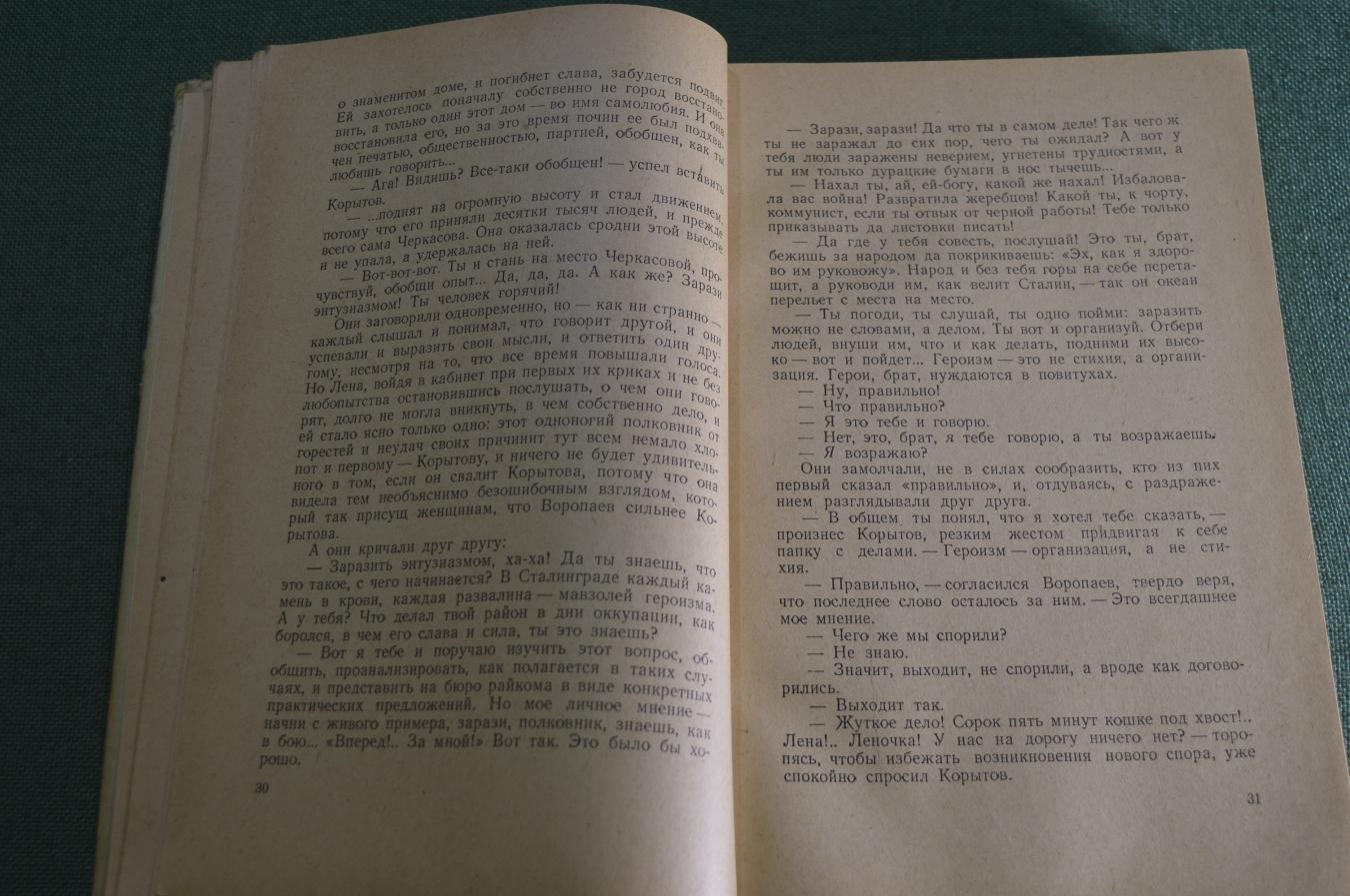 о знаменитом доме, и погибнет слава, забудется подвиг.
Ей захотелось поначалу собственно не город восстано-
вить, а только один этот дом — во имя самолюбия. И она
восстановила его, но за это время почин ее был подхва-
чен печатью, общественностью, партией, обобщен, как ты
любишь говорить...
— Ага! Видишь? Все-таки обобщен! — успел вставить
Корытов.
— ...поднят на огромную высоту и стал движением,
потому что его приняли десятки тысяч людей, и прежде
всего сама Черкасова. Она оказалась сродни этой высоте
и не упала, а удержалась на ней.
— Вот-вот-вот. Ты и стань на место Черкасовой, про-
чувствуй, обобщи опыт... Да, да, да. А как же? Зарази
энтузиазмом! Ты человек горячий!
Они заговорили одновременно, но — как ни странно —
каждый слышал и понимал, что говорит другой, и они
успевали и выразить свои мысли, и ответить один дру-
гому, несмотря на то, что все время повышали голоса.
Но Лена, войдя в кабинет при первых их криках и не без
любопытства остановившись послушать, о чем они гово-
рят, долго не могла вникнуть, в чем собственно дело, и
ей стало ясно только одно: этот одноногий полковник от
горестей и неудач своих причинит тут всем немало хло-
пот и первому — Корытову, и ничего не будет удивитель-
ного в том, если он свалит Корытова, потому что она
видела тем необъяснимо безошибочным взглядом, кото-
рый так присущ женщинам, что Воропаев сильнее Ко-
рытова.
А они кричали друг другу:
— Заразить энтузиазмом, ха-ха! Да ты знаешь, что
это такое, с чего начинается? В Сталинграде каждый ка-
мень в крови, каждая развалина — мавзолей героизма.
А у тебя? Что делал твой район в дни оккупации, как
боролся, в чем его слава и сила, ты это знаешь?
— Вот я тебе и поручаю изучить этот вопрос, об-
общить, проанализировать, как полагается в таких слу-
чаях, и представить на бюро райкома в виде конкретных
практических предложений. Но мое личное мнение —
начни с живого примера, зарази, полковник, знаешь, как
в бою... «Вперед!.. За мной!» Вот так. Это было бы хо-
рошо.
30
— Зарази, зарази! Да что ты в самом деле! Так чего ж
ты не заражал до сих пор, чего ты ожидал? А вот у
тебя люди заражены неверием, угнетены трудностями, а
ты им только дурацкие бумаги в нос тычешь...
— Нахал ты, ай, ей-богу, какой же нахал! Избалова-
ла вас война! Развратила жеребцов! Какой ты, к чорту,
коммунист, если ты отвык от черной работы! Тебе только
приказывать да листовки писать!
— Да где у тебя совесть, послушай! Это ты, брат,
бежишь за народом да покрикиваешь: «Эх, как я здоро-
во им руковожу». Народ и без тебя горы на себе перета-
щит, а руководи им, как велит Сталин, — так он океан
перельет с места на место.
— Ты погоди, ты слушай, ты одно пойми: заразить
можно не словами, а делом. Ты вот и организуй. Отбери
людей, внуши им, что и как делать, подними их высо-
ко — вот и пойдет... Героизм — это не стихия, а органи-
зация. Герои, брат, нуждаются в повитухах.
— Ну, правильно!
— Что правильно?
— Я это тебе и говорю.
— Нет, это, брат, я тебе говорю, а ты возражаешь.
— Я возражаю?
Они замолчали, не в силах сообразить, кто из них
первый сказал «правильно», и, отдуваясь, с раздраже-
нием разглядывали друг друга.
— В общем ты понял, что я хотел тебе сказать, —
произнес Корытов, резким жестом придвигая к себе
папку с делами. — Героизм — организация, а не сти-
хия.
— Правильно, — согласился Воропаев, твердо веря,
что последнее слово осталось за ним. — Это всегдашнее
мое мнение.
— Чего же мы спорили?
— Не знаю.
— Значит, выходит, не спорили, а вроде как догово-
рились.
— Выходит так.
— Жуткое дело! Сорок пять минут кошке под хвост!..
Лена!.. Леночка! У нас на дорогу ничего нет? — торо-
пясь, чтобы избежать возникновения нового спора, уже
спокойно спросил Корытов.
31